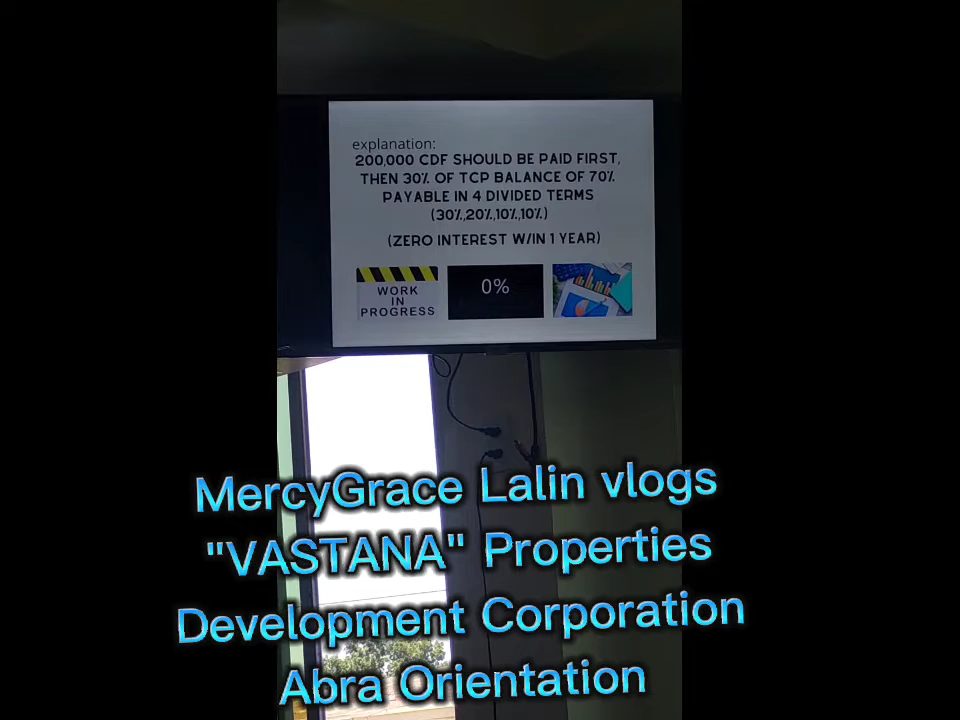 explanation:
200,000 CDF SHOULD BE PAID FIRST,
THEN 30% OF TCP BALANCE OF 70%
PAYABLE IN 4 DIVIDED TERMS
(30%,20%,10%,10%)
(ZERO INTEREST W/IN 1 YEAR)
WORK
IN
PROGRESS
0%
MercyGrace Lalin vlogs
"VASTANA" Properties
Development Corporation
Abra Orientation